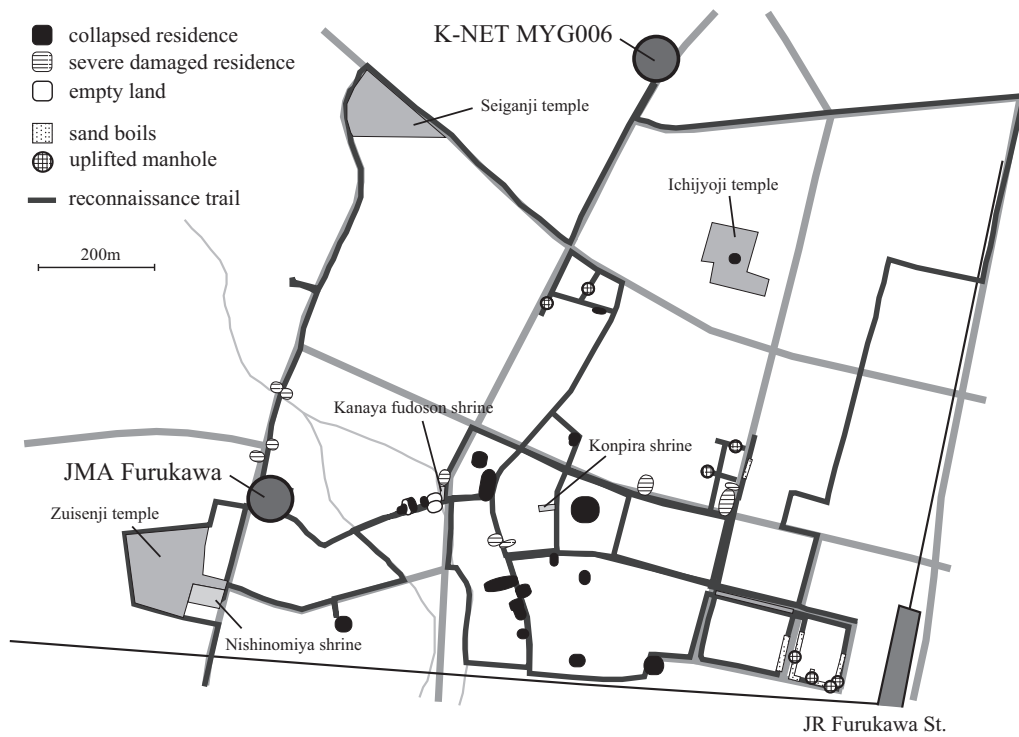 K-NET MYG006
collapsed residence
severe damaged residence
empty land
sand boils
uplifted manhole
reconnaissance trail
200m
Seiganji temple
Ichijyoji temple
Kanaya fudoson shrine
Konpira shrine
JMA Furukawa
Zuisenji temple
Nishinomiya shrine
JR Furukawa St.